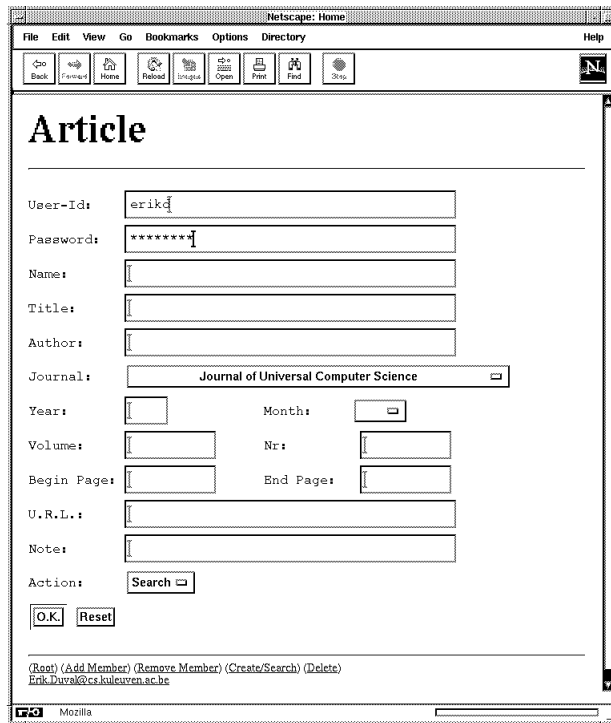 Netscape: Home
File Edit View Go Bookmarks Options Directory Help
Back Forward Home Reload Images Open Print Find Stop N
Article
User-Id: erikd
Password: ********
Name:
Title:
Author:
Journal: Journal of Universal Computer Science
Year: Month:
Volume: Nr:
Begin Page: End Page:
U.R.L.:
Note:
Action: Search
O.K. Reset
(Root) (Add Member) (Remove Member) (Create/Search) (Delete)
Erik.Duval@cs.kuleuven.ac.be
Mozilla